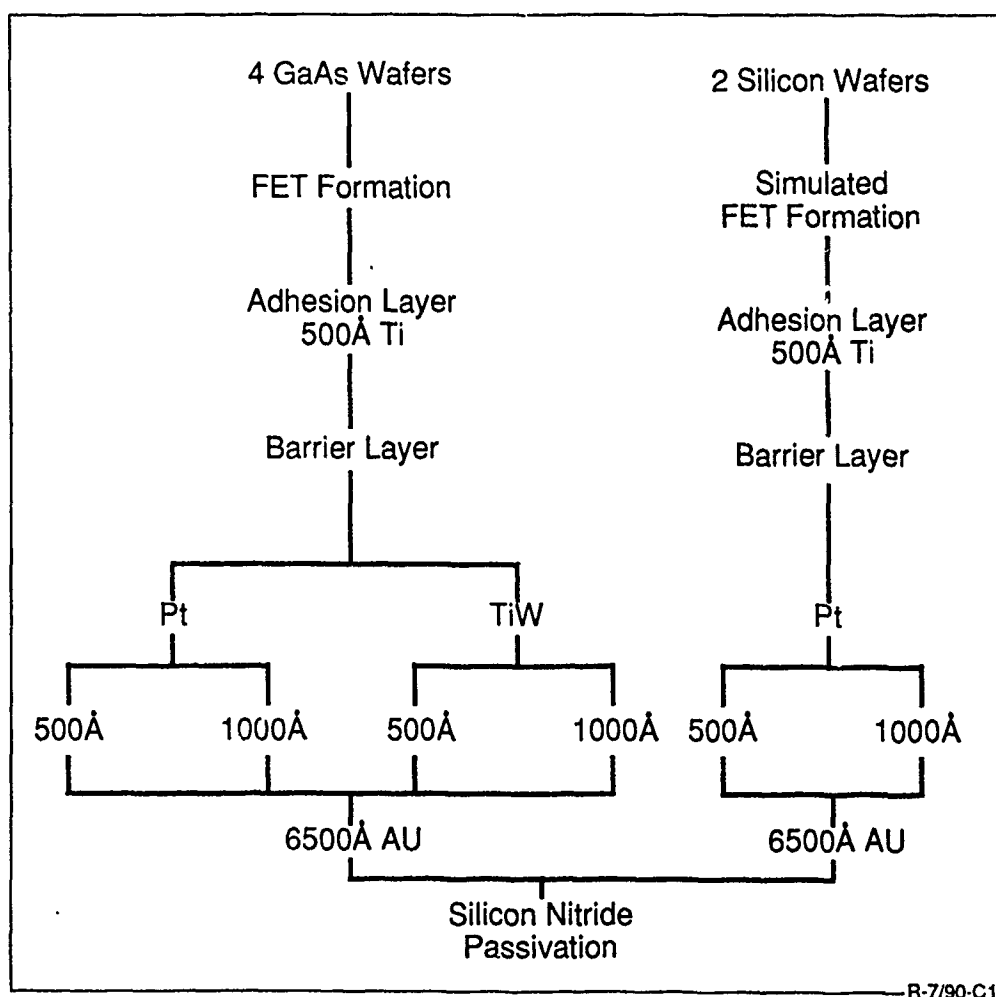 4 GaAs Wafers
2 Silicon Wafers
FET Formation
Simulated
FET Formation
Adhesion Layer
500Å Ti
Adhesion Layer
500Å Ti
Barrier Layer
Barrier Layer
Pt
TiW
Pt
500Å
1000Å
500Å
1000Å
500Å
1000Å
6500Å AU
6500Å AU
Silicon Nitride
Passivation
R-7/90-C1